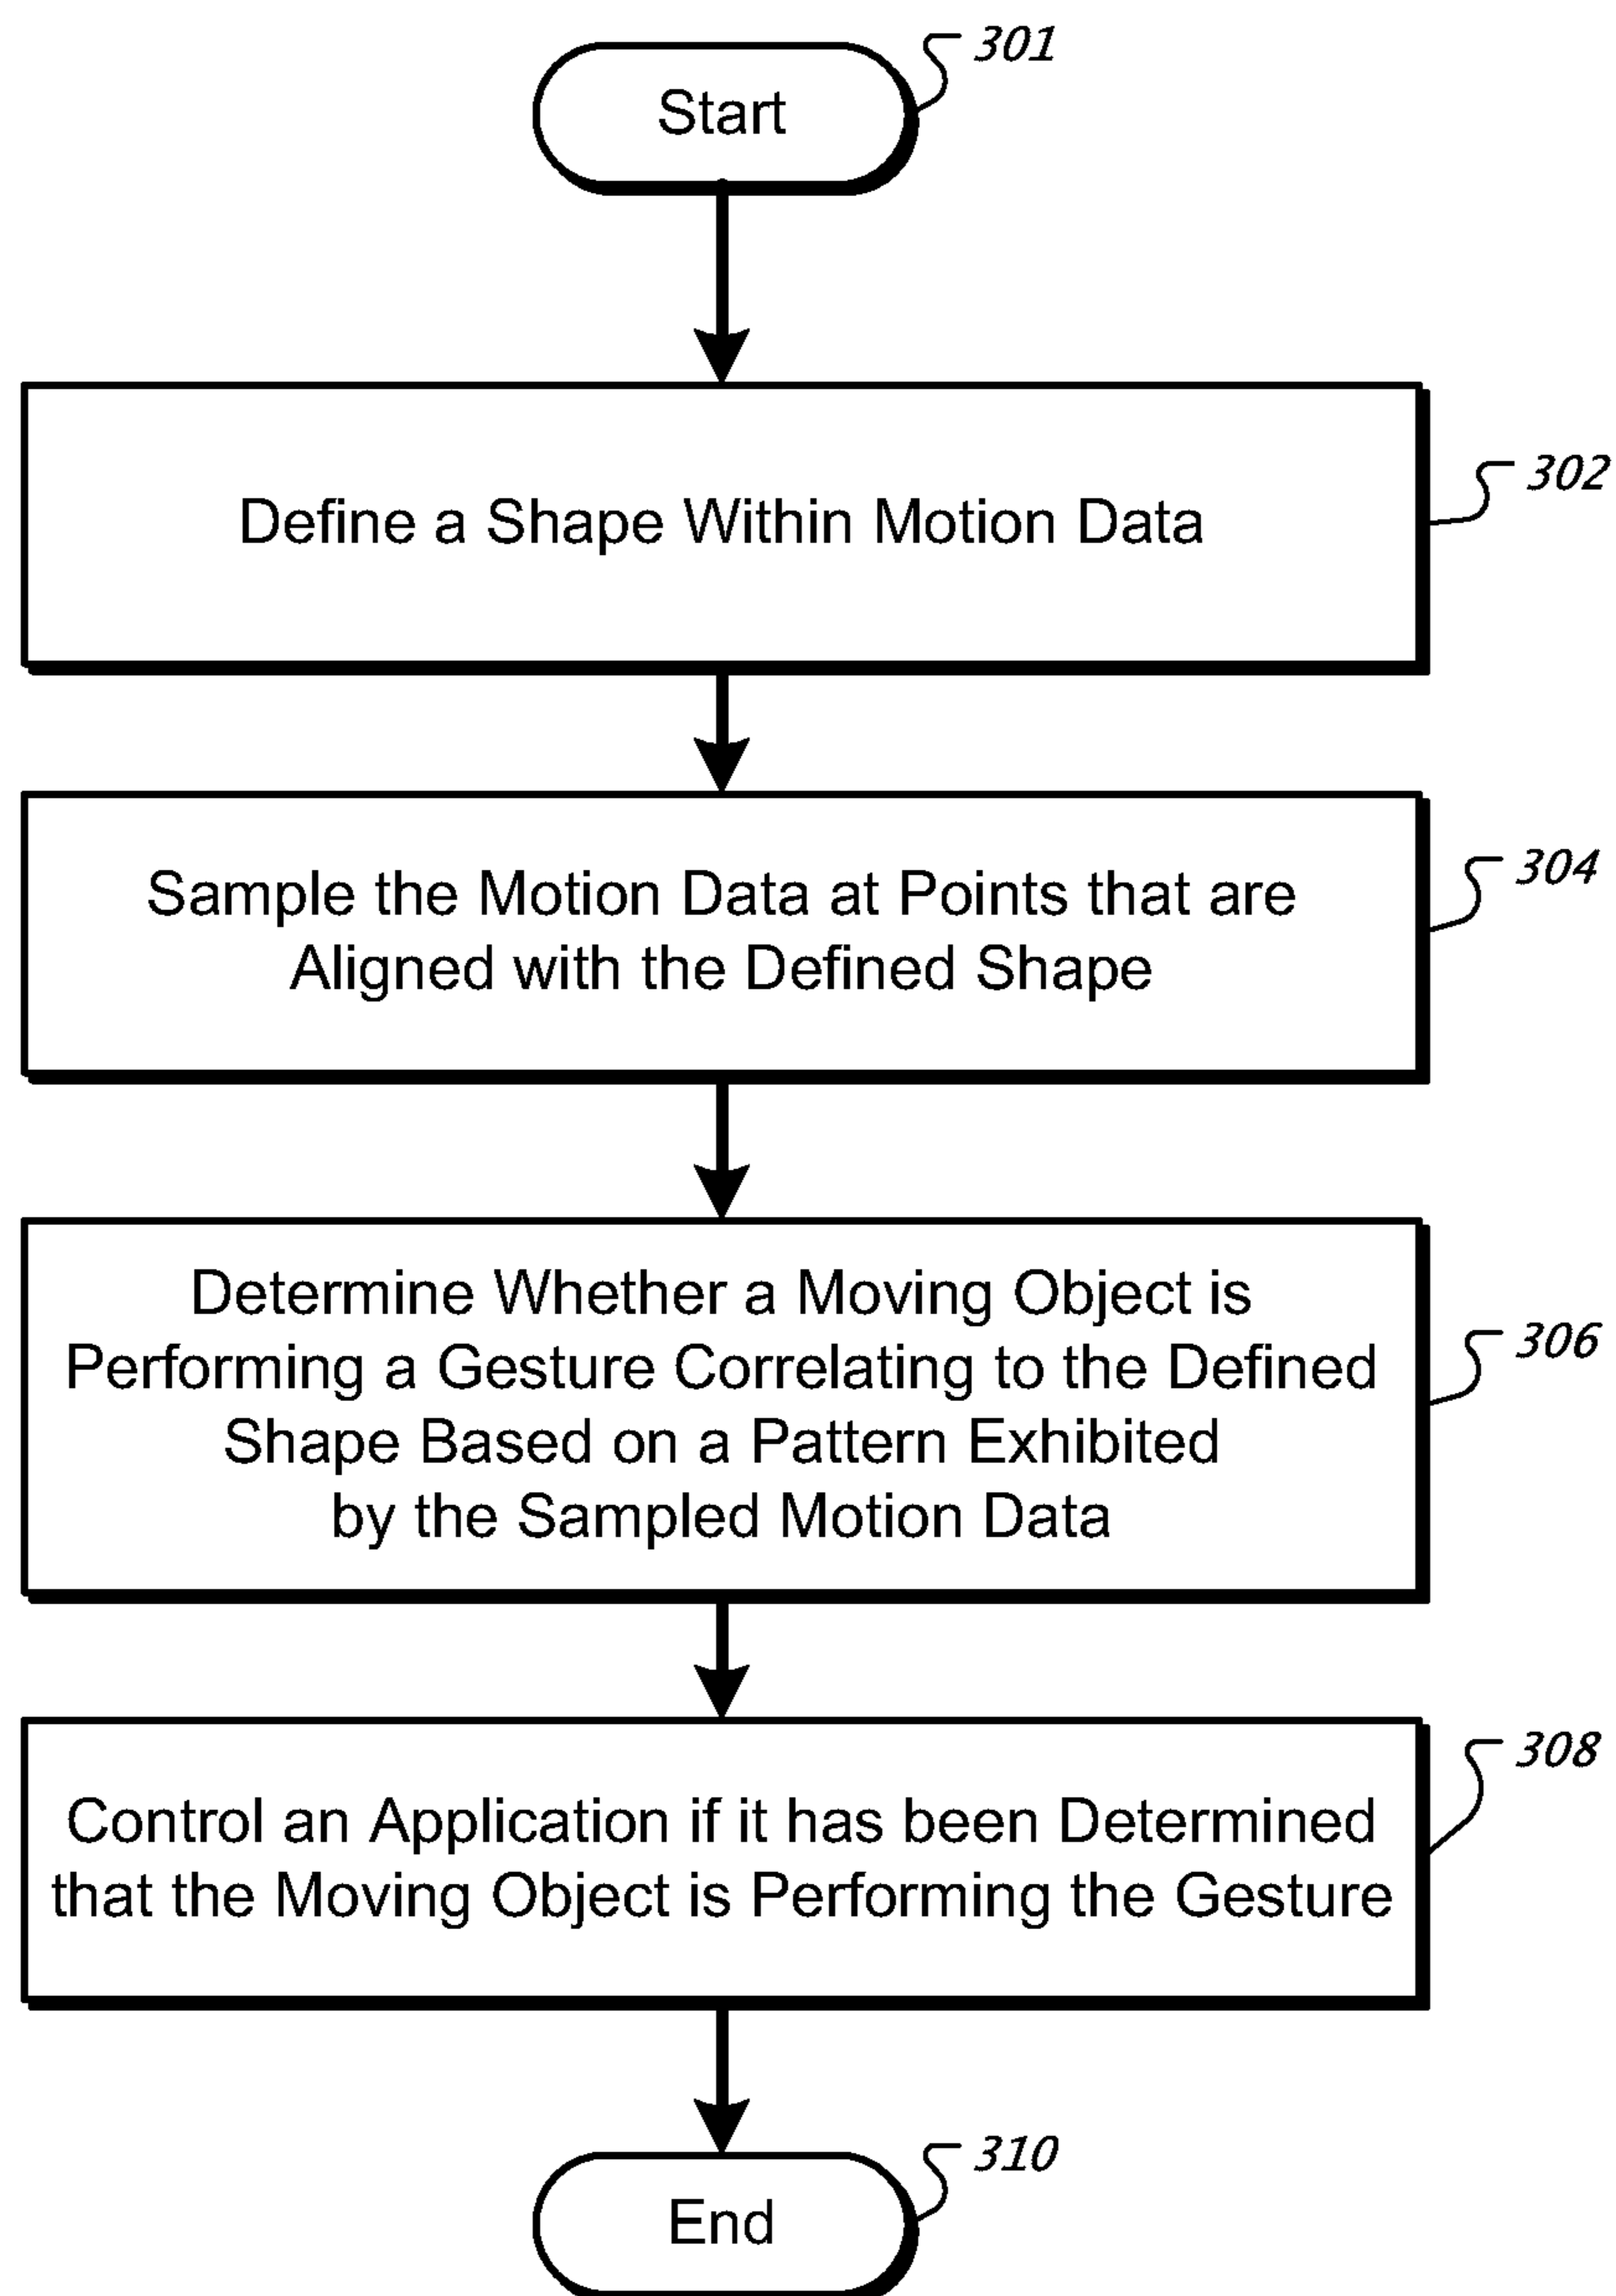 Start
301
Define a Shape Within Motion Data
302
Sample the Motion Data at Points that are
Aligned with the Defined Shape
304
Determine Whether a Moving Object is
Performing a Gesture Correlating to the Defined
Shape Based on a Pattern Exhibited
by the Sampled Motion Data
306
Control an Application if it has been Determined
that the Moving Object is Performing the Gesture
308
End
310